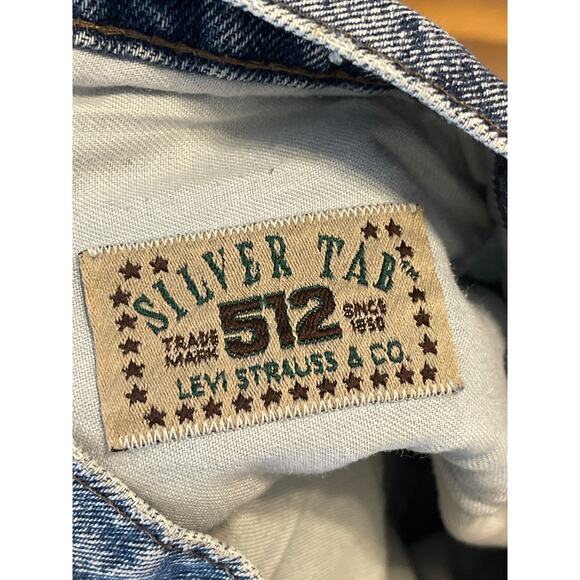 SILVER TAB™
TRADE MARK 512 SINCE 1850
LEVI STRAUSS & CO.